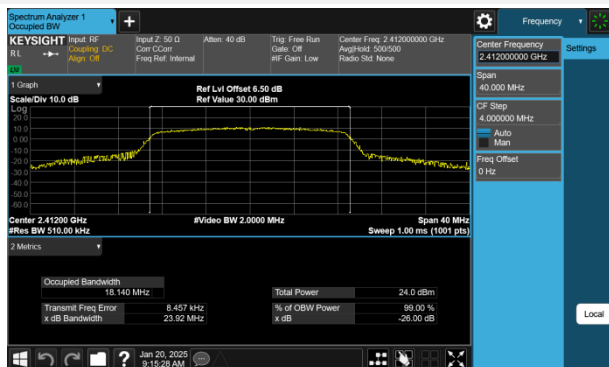 Spectrum Analyzer 1
Occupied BW
Frequency
KEYSIGHT
RL
Input: RF
Coupling: DC
Align: Off
Input Z: 50 Ω
Corr CCorr
Freq Ref: Internal
Atten: 40 dB
Trig: Free Run
Gate: Off
#IF Gain: Low
Center Freq: 2.412000000 GHz
Avg|Hold: 500/500
Radio Std: None
Center Frequency
2.412000000 GHz
Settings
Span
40.000 MHz
CF Step
4.000000 MHz
Auto
Man
Freq Offset
0 Hz
Local
1 Graph
Scale/Div 10.0 dB
Ref Lvl Offset 6.50 dB
Ref Value 30.00 dBm
Log
20.0
10.0
0.00
-10.0
-20.0
-30.0
-40.0
-50.0
-60.0
Center 2.41200 GHz
#Video BW 2.0000 MHz
Span 40 MHz
#Res BW 510.00 kHz
Sweep 1.00 ms (1001 pts)
2 Metrics
Occupied Bandwidth
18.140 MHz
Total Power 24.0 dBm
Transmit Freq Error 8.457 kHz
% of OBW Power 99.00 %
x dB Bandwidth 23.92 MHz
x dB -26.00 dB
?
Jan 20, 2025
9:15:28 AM